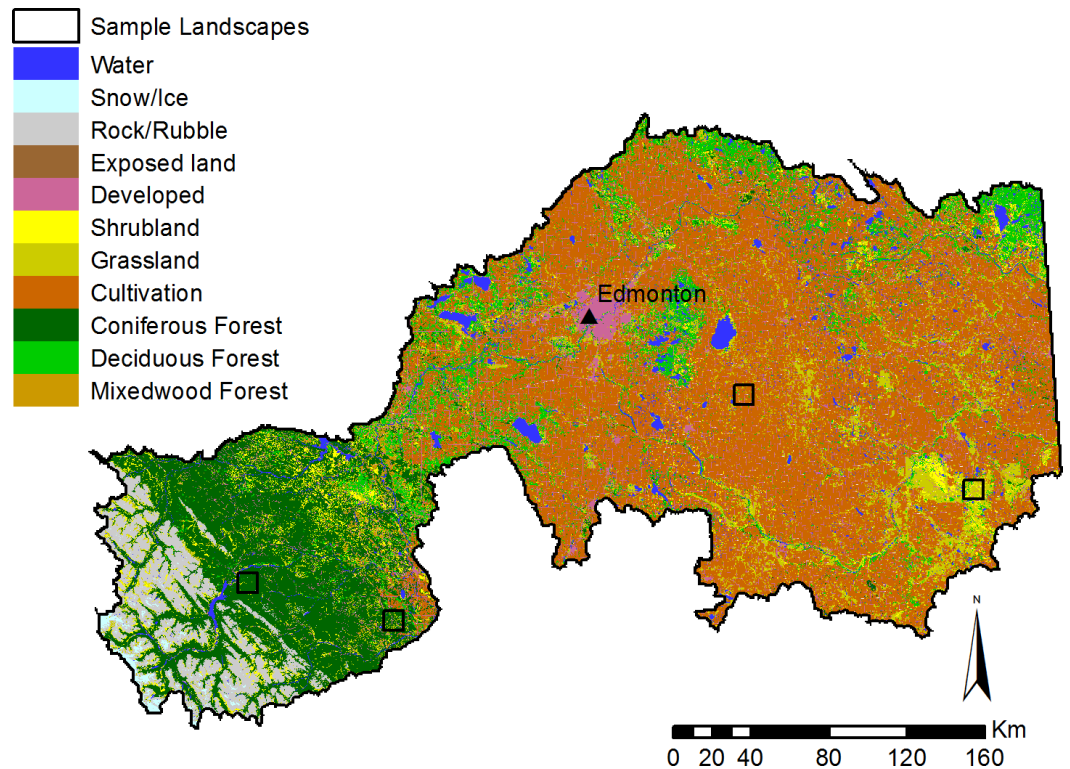 Sample Landscapes
Water
Snow/Ice
Rock/Rubble
Exposed land
Developed
Shrubland
Grassland
Cultivation
Coniferous Forest
Deciduous Forest
Mixedwood Forest
Edmonton
N
Km
0 20 40 80 120 160